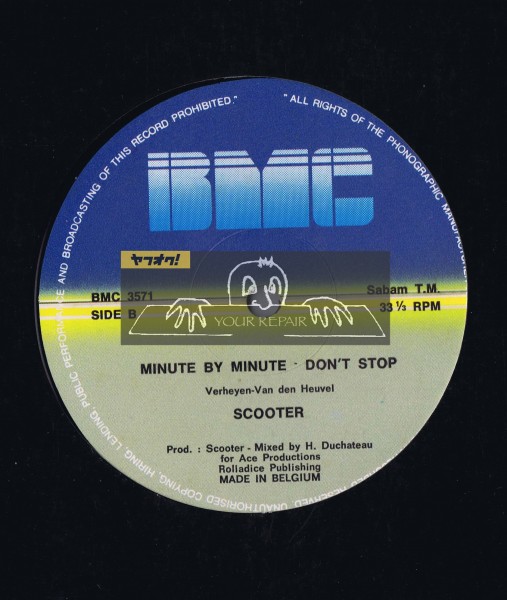 "ALL RIGHTS OF THE PHONOGRAPHIC
RESERVED. UNAUTHORISED COPYING, HIRING, LENDING, PUBLIC PERFORMANCE AND BROADCASTING OF THIS RECORD PROHIBITED."
BMC
ヤフオク!
BMC 3571
Sabam T.M.
SIDE B
33 ⅓ RPM
YOUR REPAIR
MINUTE BY MINUTE - DON'T STOP
Verheyen-Van den Heuvel
SCOOTER
Prod. : Scooter - Mixed by H. Duchateau
for Ace Productions
Rolladice Publishing
MADE IN BELGIUM